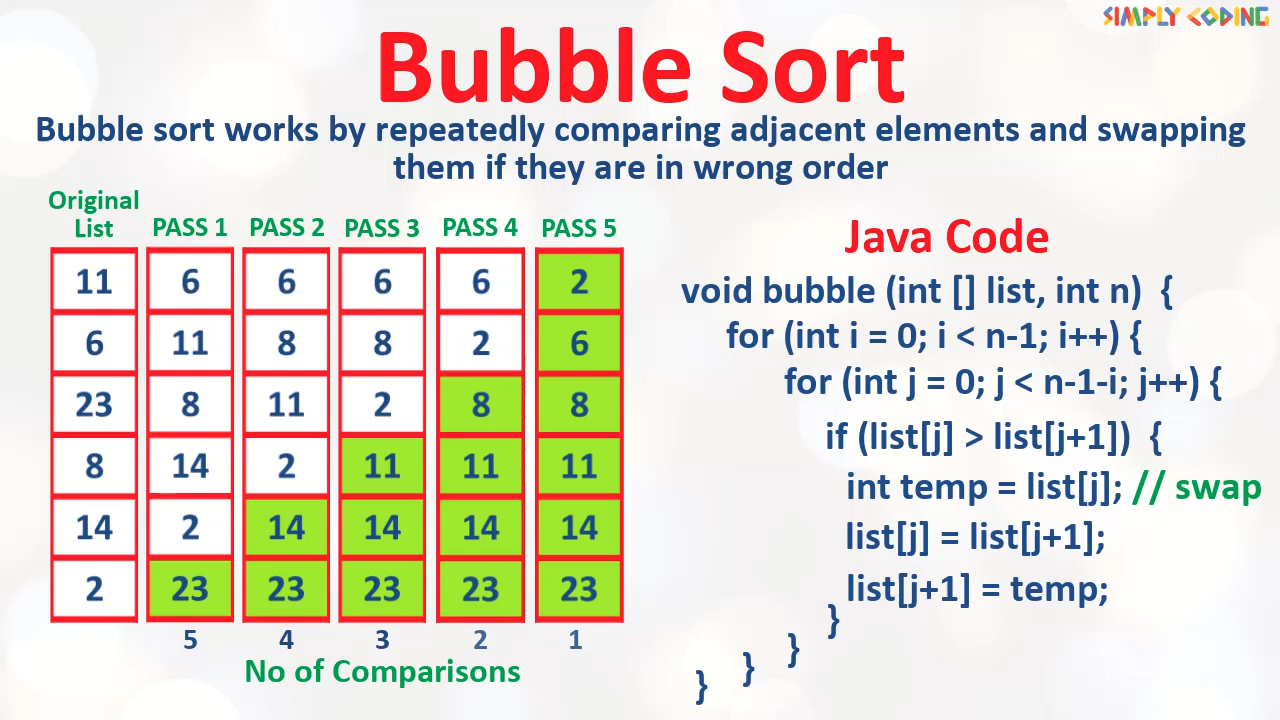 SIMPLY CODING
Bubble Sort
Bubble sort works by repeatedly comparing adjacent elements and swapping
them if they are in wrong order
Original
List PASS 1 PASS 2 PASS 3 PASS 4 PASS 5
11 6 6 6 6 2
6 11 8 8 2 6
23 8 11 2 8 8
8 14 2 11 11 11
14 2 14 14 14 14
2 23 23 23 23 23
5 4 3 2 1
No of Comparisons
Java Code
void bubble (int [] list, int n) {
for (int i = 0; i < n-1; i++) {
for (int j = 0; j < n-1-i; j++) {
if (list[j] > list[j+1]) {
int temp = list[j]; // swap
list[j] = list[j+1];
list[j+1] = temp;
}
}
}
}